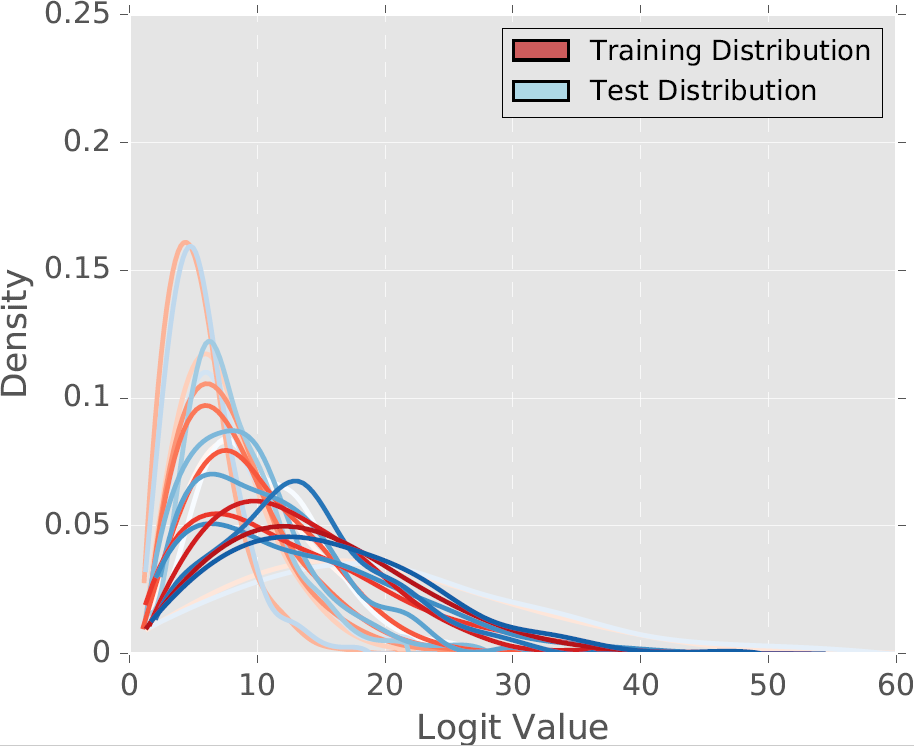 0.25
0.2
0.15
0.1
0.05
0
Density
Training Distribution
Test Distribution
0 10 20 30 40 50 60
Logit Value